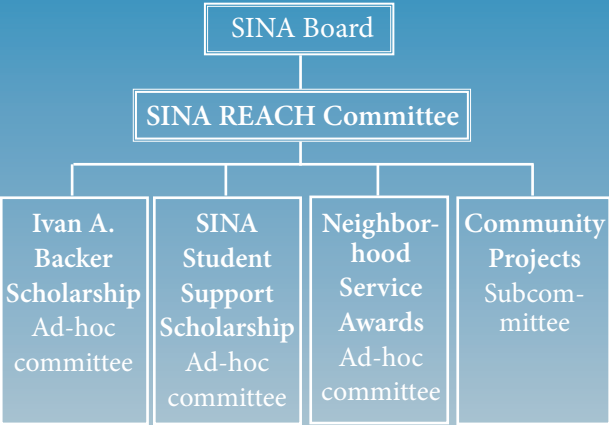 SINA Board
SINA REACH Committee
Ivan A.
Backer
Scholarship
Ad-hoc
committee
SINA
Student
Support
Scholarship
Ad-hoc
committee
Neighbor-
hood
Service
Awards
Ad-hoc
committee
Community
Projects
Subcom-
mittee